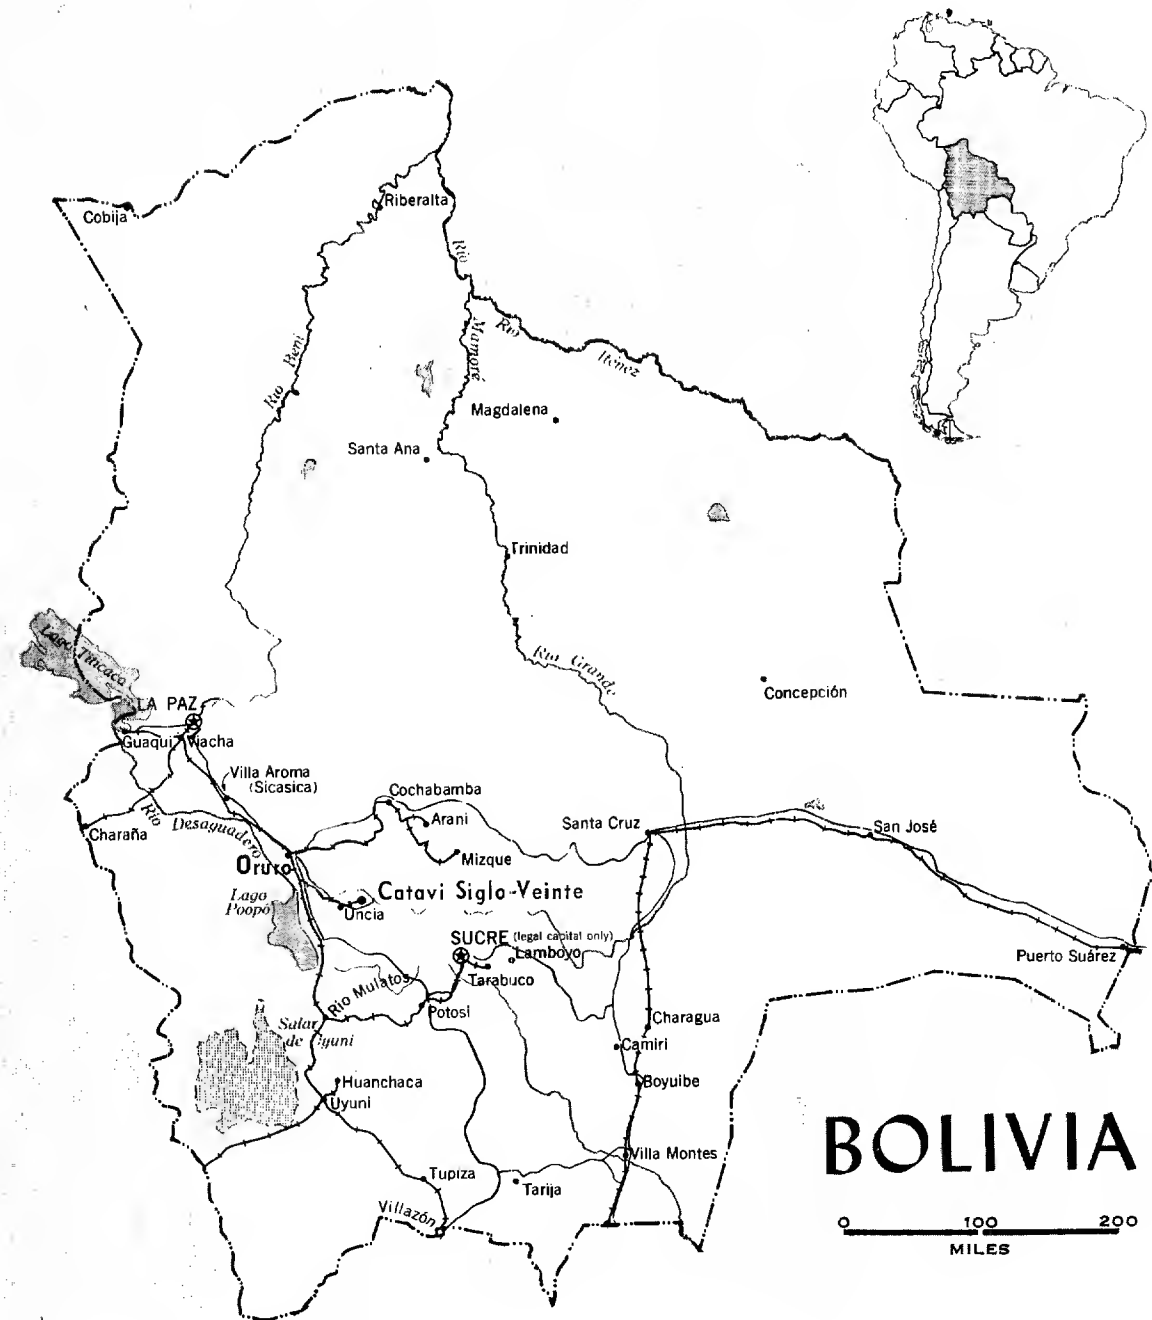 Cobija
Riberalta
Río
Mamoré
Río
Iténez
Río Beni
Magdalena
Santa Ana
Trinidad
Lago Titicaca
Río Grande
Concepción
LA PAZ
Guaqui
Viacha
Villa Aroma
(Sicasica)
Cochabamba
Arani
Mizque
Santa Cruz
San José
Charaña
Río Desaguadero
Oruro
Lago
Poopó
Catavi Siglo-Veinte
Uncia
SUCRE (legal capital only)
Lamboyo
Tarabuco
Puerto Suárez
Río Mulatos
Potosí
Salar
de Uyuni
Charagua
Camiri
Huanchaca
Uyuni
Boyuibe
Villa Montes
Tupiza
Tarija
Villazón
BOLIVIA
0 100 200
MILES